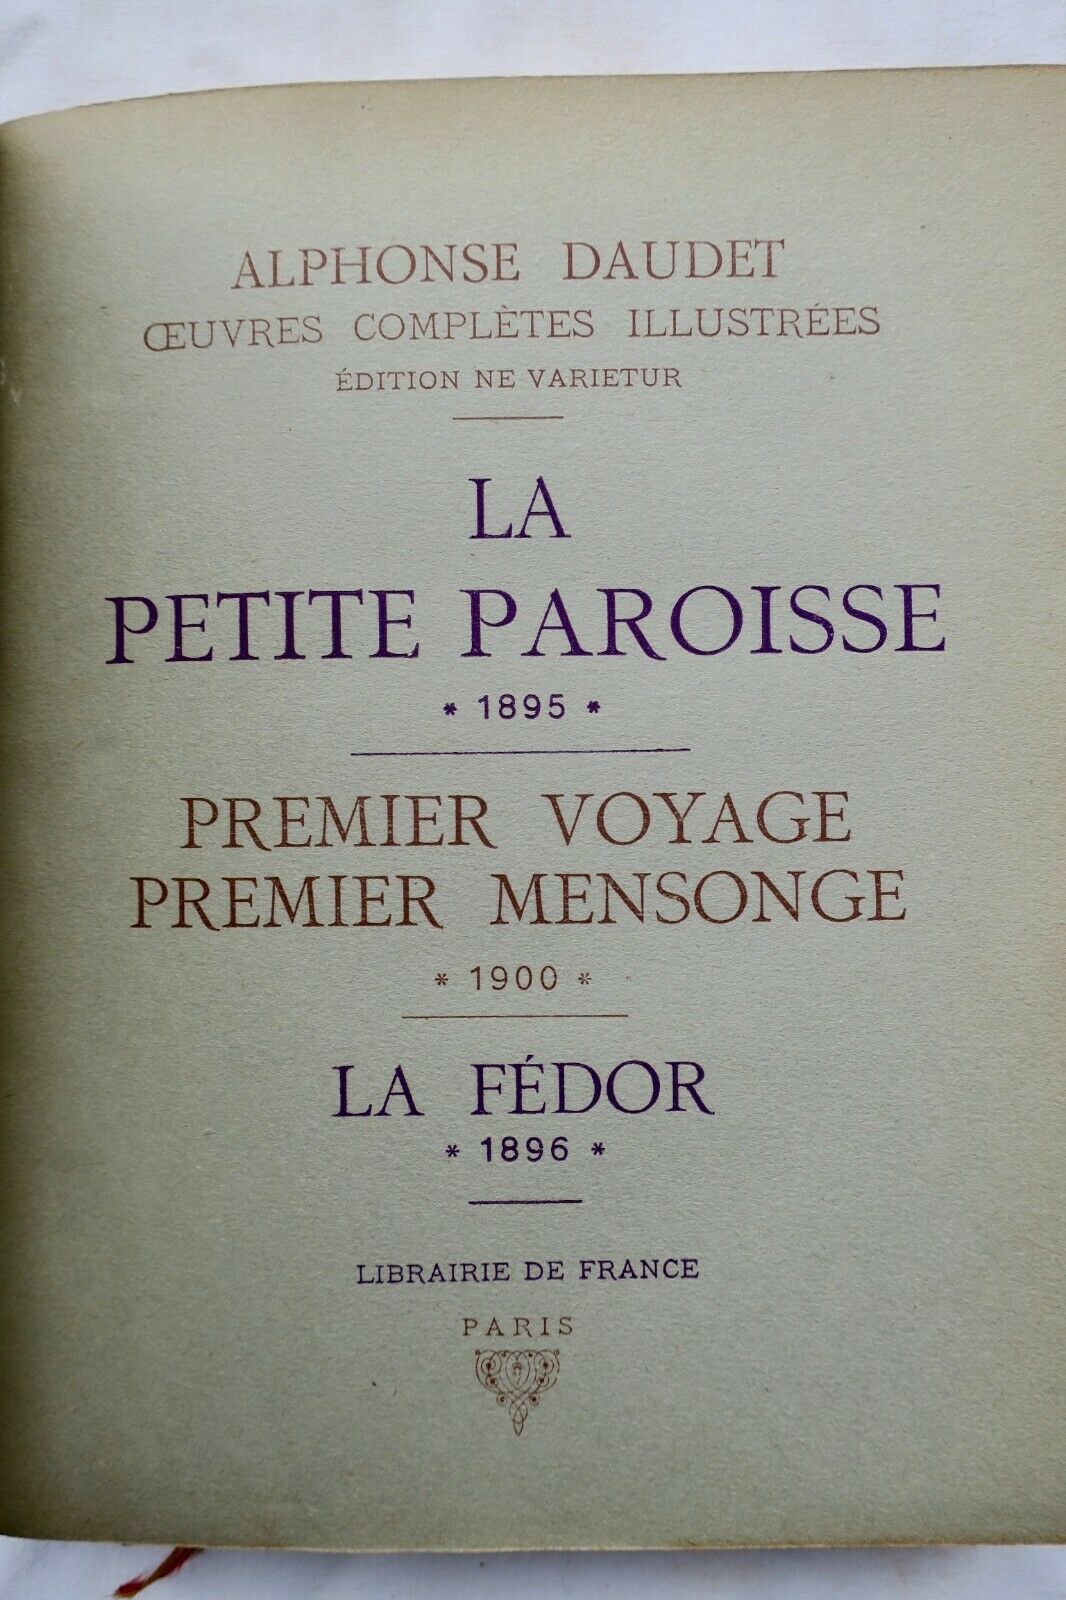 ALPHONSE DAUDET
ŒUVRES COMPLÈTES ILLUSTRÉES
ÉDITION NE VARIETUR
LA
PETITE PAROISSE
* 1895 *
PREMIER VOYAGE
PREMIER MENSONGE
* 1900 *
LA FÉDOR
* 1896 *
LIBRAIRIE DE FRANCE
PARIS